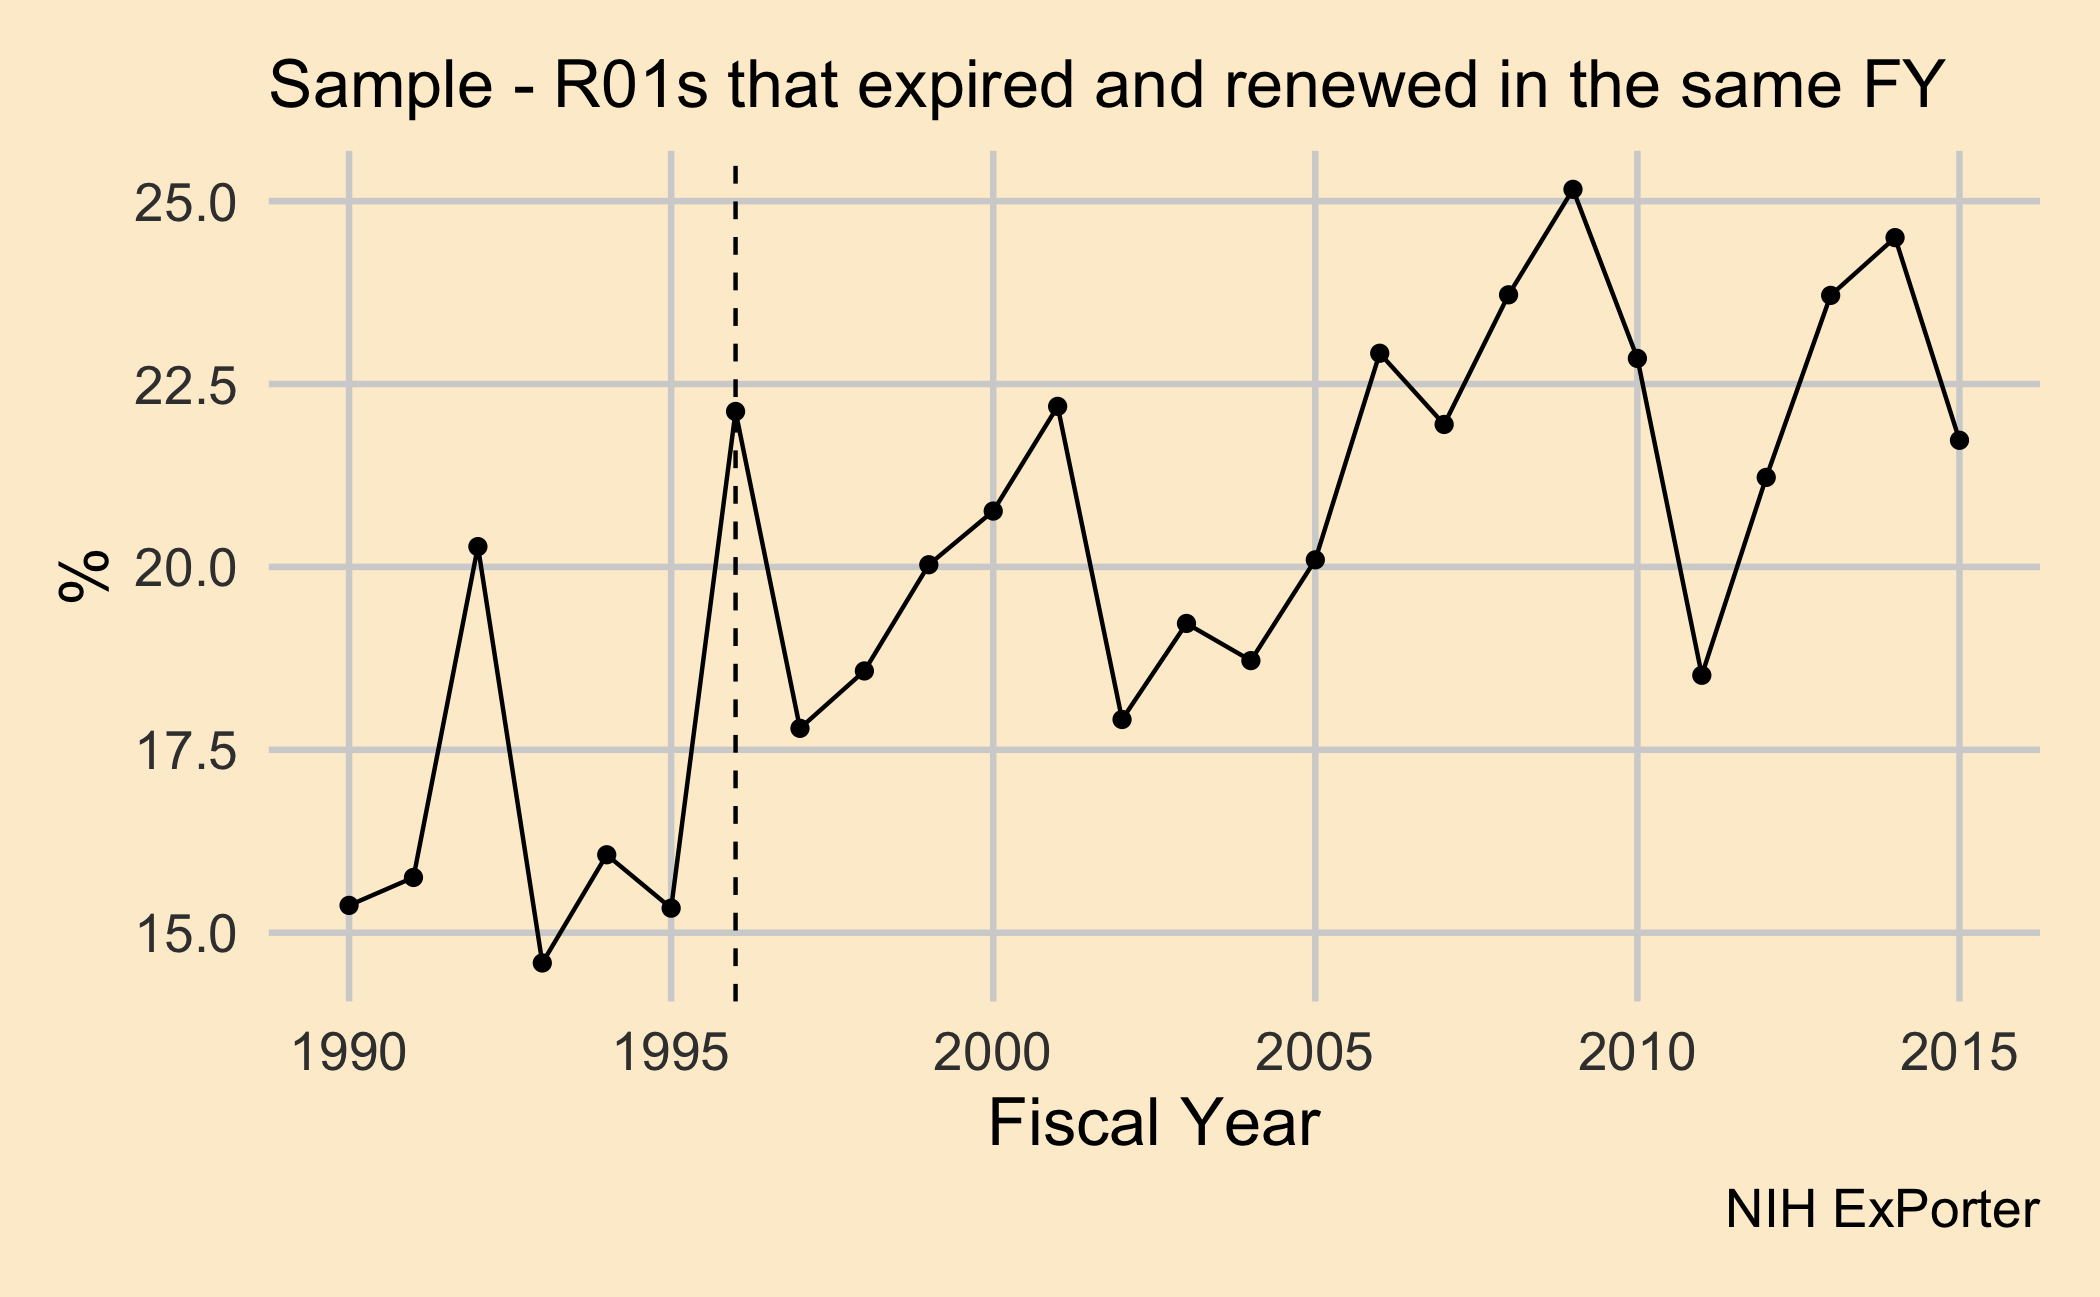 Sample - R01s that expired and renewed in the same FY
%
25.0
22.5
20.0
17.5
15.0
1990 1995 2000 2005 2010 2015
Fiscal Year
NIH ExPorter